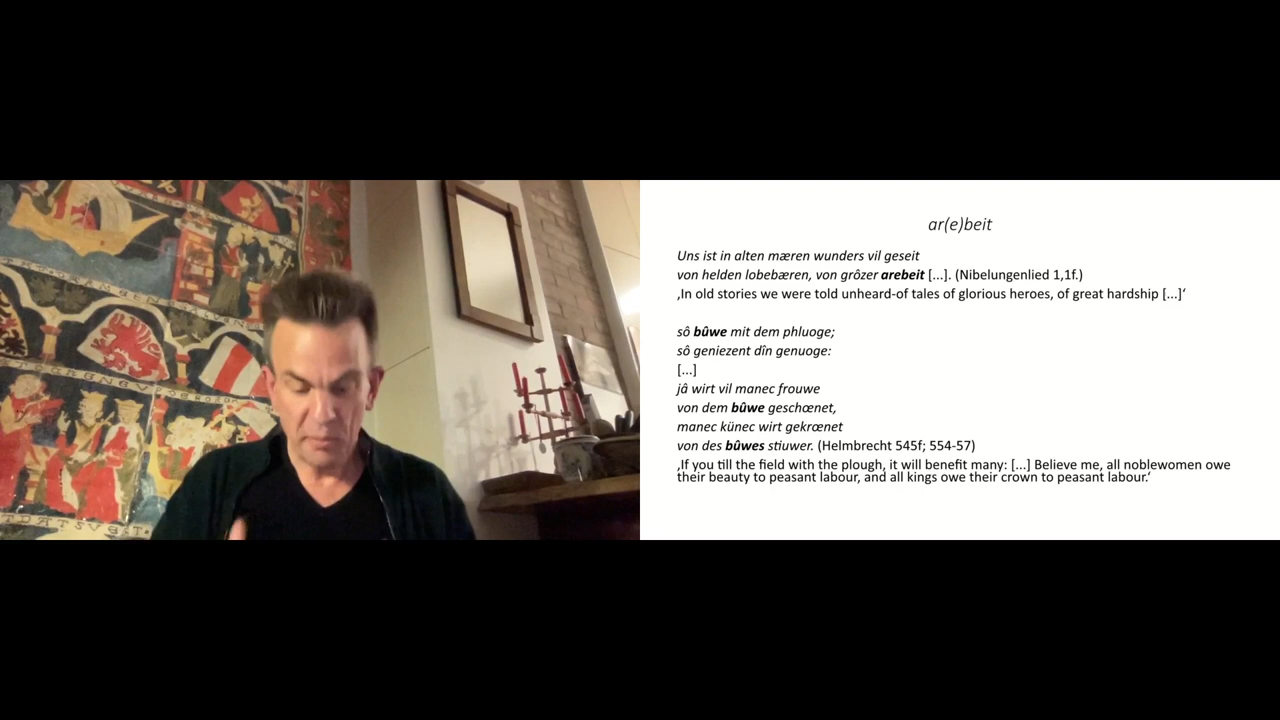 ar(e)beit
Uns ist in alten mæren wunders vil geseit
von helden lobebæren, von grôzer arebeit [...]. (Nibelungenlied 1,1f.)
‚In old stories we were told unheard-of tales of glorious heroes, of great hardship [...]‘
sô bûwe mit dem phluoge;
sô geniezent dîn genuoge:
[...]
jâ wirt vil manec frouwe
von dem bûwe geschœnet,
manec künec wirt gekrœnet
von des bûwes stiuwer. (Helmbrecht 545f; 554-57)
‚If you till the field with the plough, it will benefit many: [...] Believe me, all noblewomen owe
their beauty to peasant labour, and all kings owe their crown to peasant labour.‘